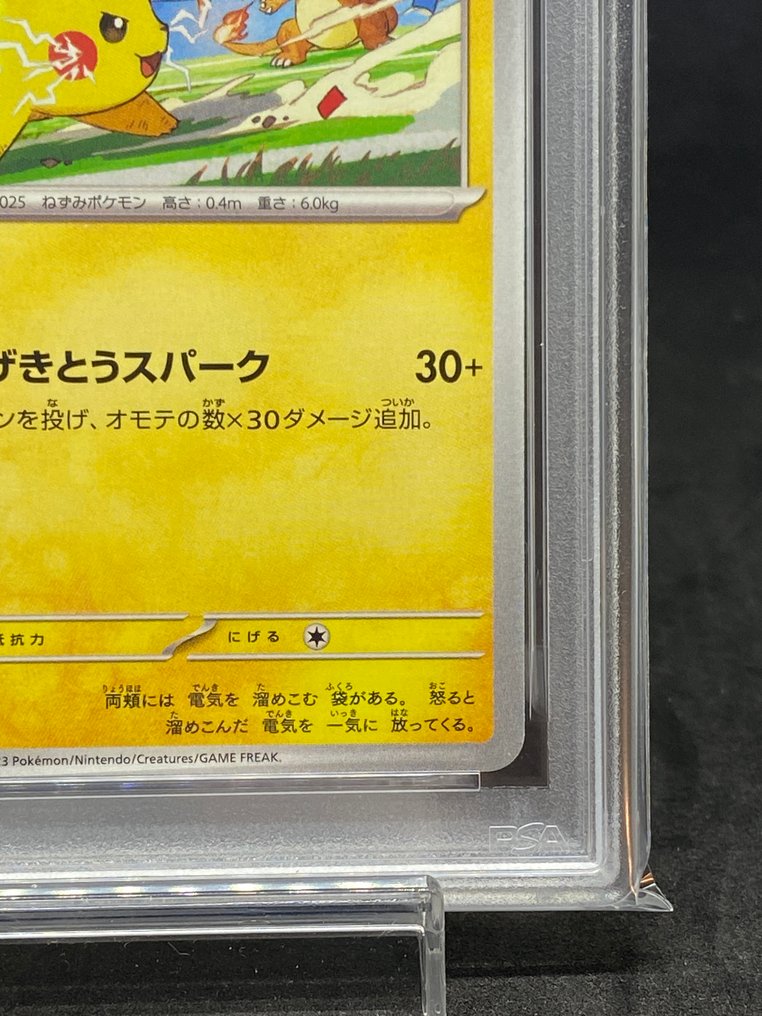 025 ねずみポケモン 高さ：0.4m 重さ：6.0kg
げきとうスパーク 30+
ンを投げ、オモテの数×30ダメージ追加。
抵抗力 にげる
両頬には 電気を 溜めこむ 袋がある。 怒ると
溜めこんだ 電気を 一気に 放ってくる。
3 Pokémon/Nintendo/Creatures/GAME FREAK.
PSA